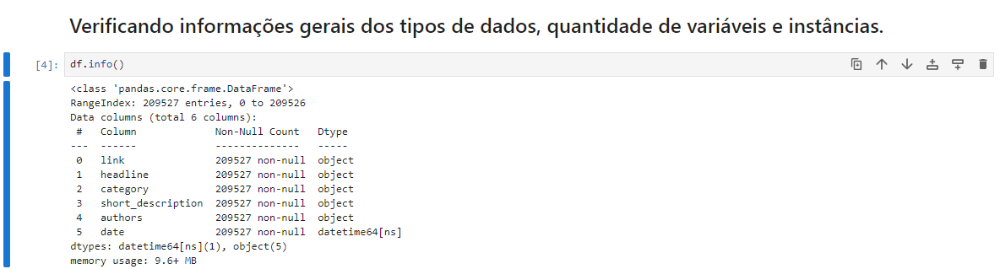 Verificando informações gerais dos tipos de dados, quantidade de variáveis e instâncias.
[4]: df.info()
<class 'pandas.core.frame.DataFrame'>
RangeIndex: 209527 entries, 0 to 209526
Data columns (total 6 columns):
 #   Column             Non-Null Count   Dtype
---  ------             --------------   -----
 0   link               209527 non-null  object
 1   headline           209527 non-null  object
 2   category           209527 non-null  object
 3   short_description  209527 non-null  object
 4   authors            209527 non-null  object
 5   date               209527 non-null  datetime64[ns]
dtypes: datetime64[ns](1), object(5)
memory usage: 9.6+ MB